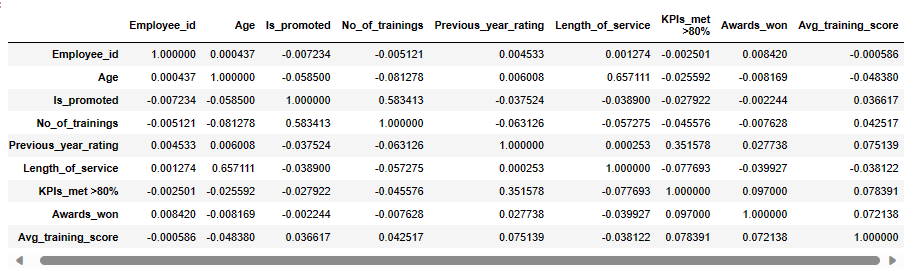 Employee_id Age Is_promoted No_of_trainings Previous_year_rating Length_of_service KPIs_met >80% Awards_won Avg_training_score
Employee_id 1.000000 0.000437 -0.007234 -0.005121 0.004533 0.001274 -0.002501 0.008420 -0.000586
Age 0.000437 1.000000 -0.058500 -0.081278 0.006008 0.657111 -0.025592 -0.008169 -0.048380
Is_promoted -0.007234 -0.058500 1.000000 0.583413 -0.037524 -0.038900 -0.027922 -0.002244 0.036617
No_of_trainings -0.005121 -0.081278 0.583413 1.000000 -0.063126 -0.057275 -0.045576 -0.007628 0.042517
Previous_year_rating 0.004533 0.006008 -0.037524 -0.063126 1.000000 0.000253 0.351578 0.027738 0.075139
Length_of_service 0.001274 0.657111 -0.038900 -0.057275 0.000253 1.000000 -0.077693 -0.039927 -0.038122
KPIs_met >80% -0.002501 -0.025592 -0.027922 -0.045576 0.351578 -0.077693 1.000000 0.097000 0.078391
Awards_won 0.008420 -0.008169 -0.002244 -0.007628 0.027738 -0.039927 0.097000 1.000000 0.072138
Avg_training_score -0.000586 -0.048380 0.036617 0.042517 0.075139 -0.038122 0.078391 0.072138 1.000000